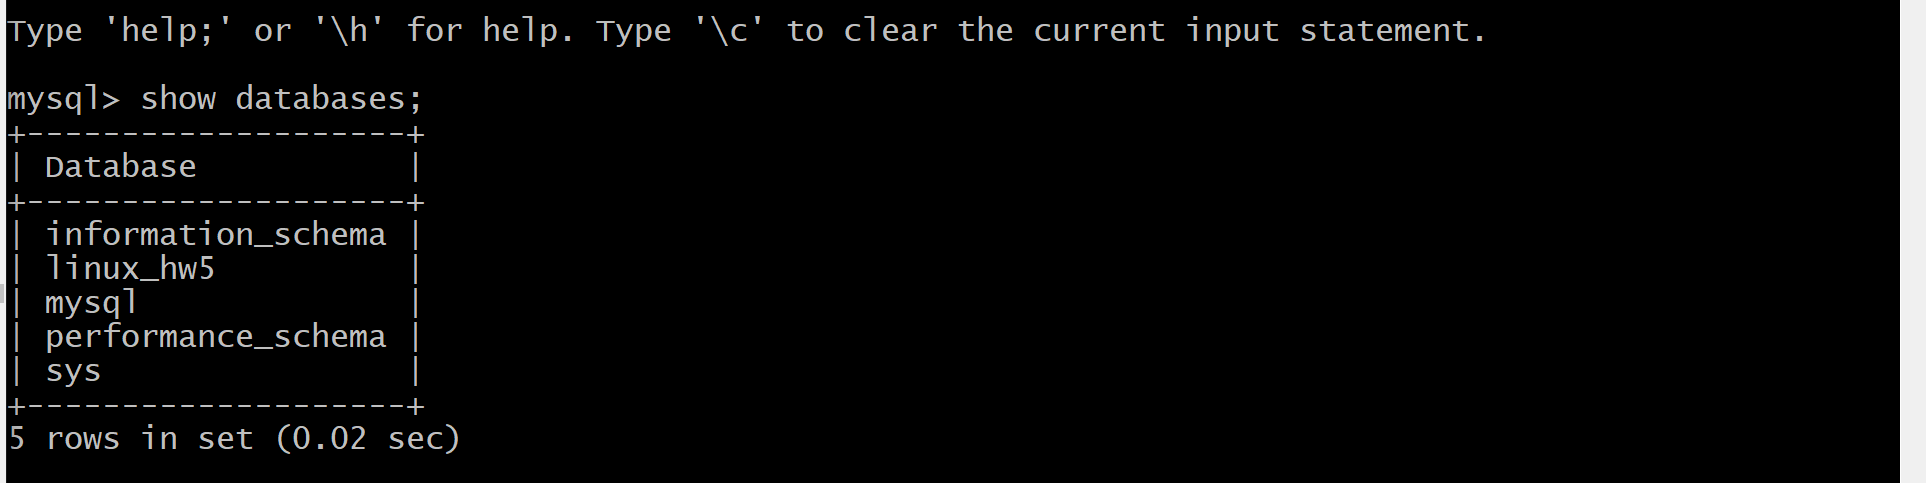 Type 'help;' or '\h' for help. Type '\c' to clear the current input statement.
mysql> show databases;
+--------------------+
| Database           |
+--------------------+
| information_schema |
| linux_hw5          |
| mysql              |
| performance_schema |
| sys                |
+--------------------+
5 rows in set (0.02 sec)